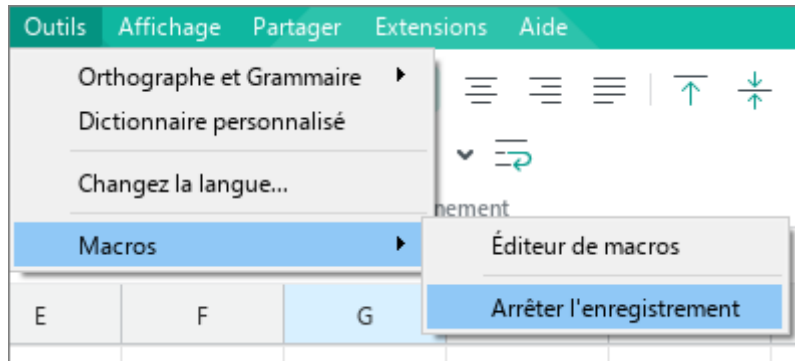 Outils Affichage Partager Extensions Aide
Orthographe et Grammaire
Dictionnaire personnalisé
Changez la langue...
nement
Macros
Éditeur de macros
Arrêter l'enregistrement
E F G